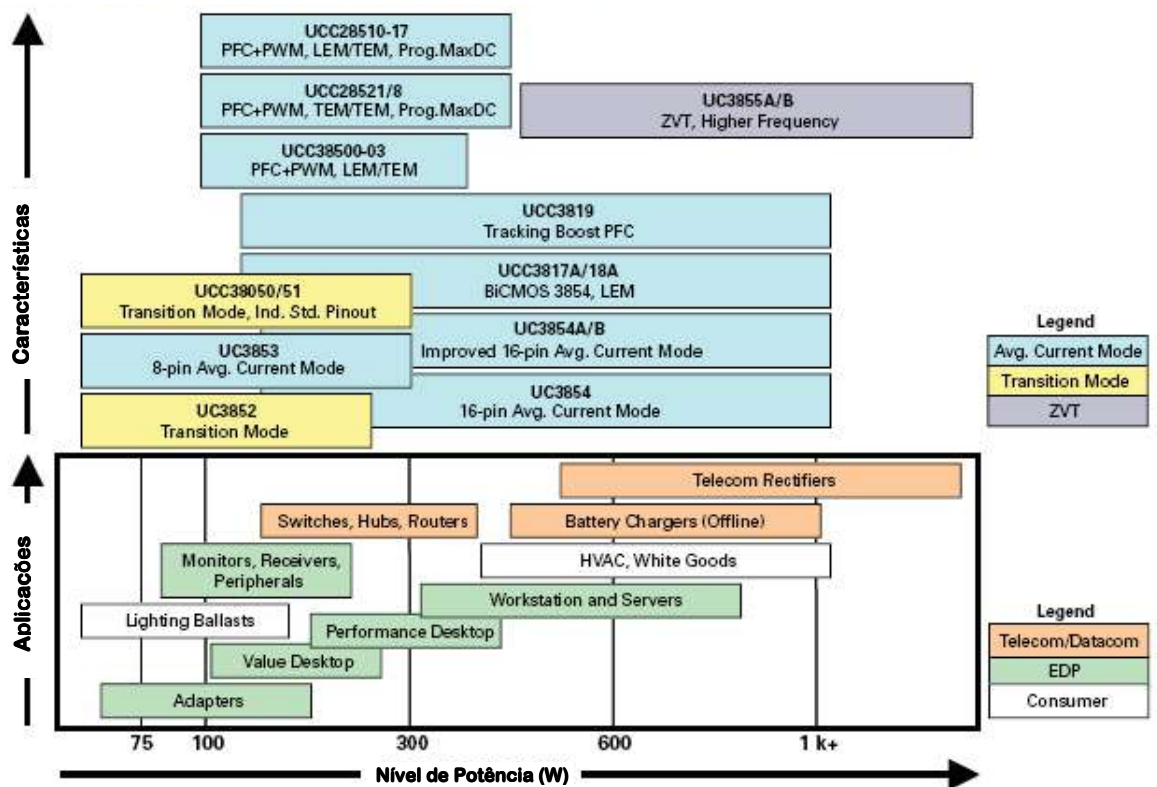 UCC28510-17
PFC+PWM, LEM/TEM, Prog.MaxDC
UCC28521/8
PFC+PWM, TEM/TEM, Prog.MaxDC
UC3855A/B
ZVT, Higher Frequency
UCC38500-03
PFC+PWM, LEM/TEM
UCC3819
Tracking Boost PFC
UCC3817A/18A
BiCMOS 3854, LEM
UCC38050/51
Transition Mode, Ind. Std. Pinout
UC3854A/B
Improved 16-pin Avg. Current Mode
UC3853
8-pin Avg. Current Mode
UC3854
16-pin Avg. Current Mode
UC3852
Transition Mode
Características
Legend
Avg. Current Mode
Transition Mode
ZVT
Telecom Rectifiers
Switches, Hubs, Routers
Battery Chargers (Offline)
Monitors, Receivers,
Peripherals
HVAC, White Goods
Workstation and Servers
Lighting Ballasts
Performance Desktop
Value Desktop
Adapters
Aplicacões
Legend
Telecom/Datacom
EDP
Consumer
75
100
300
600
1 k+
Nível de Potência (W)